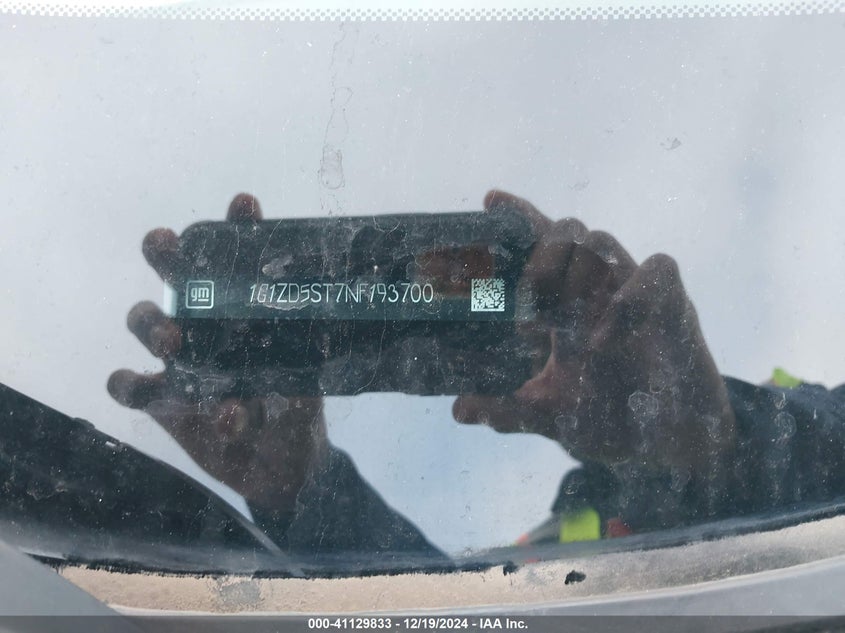 gm 1G1ZD5ST7NF193700
000-41129833 - 12/19/2024 - IAA Inc.